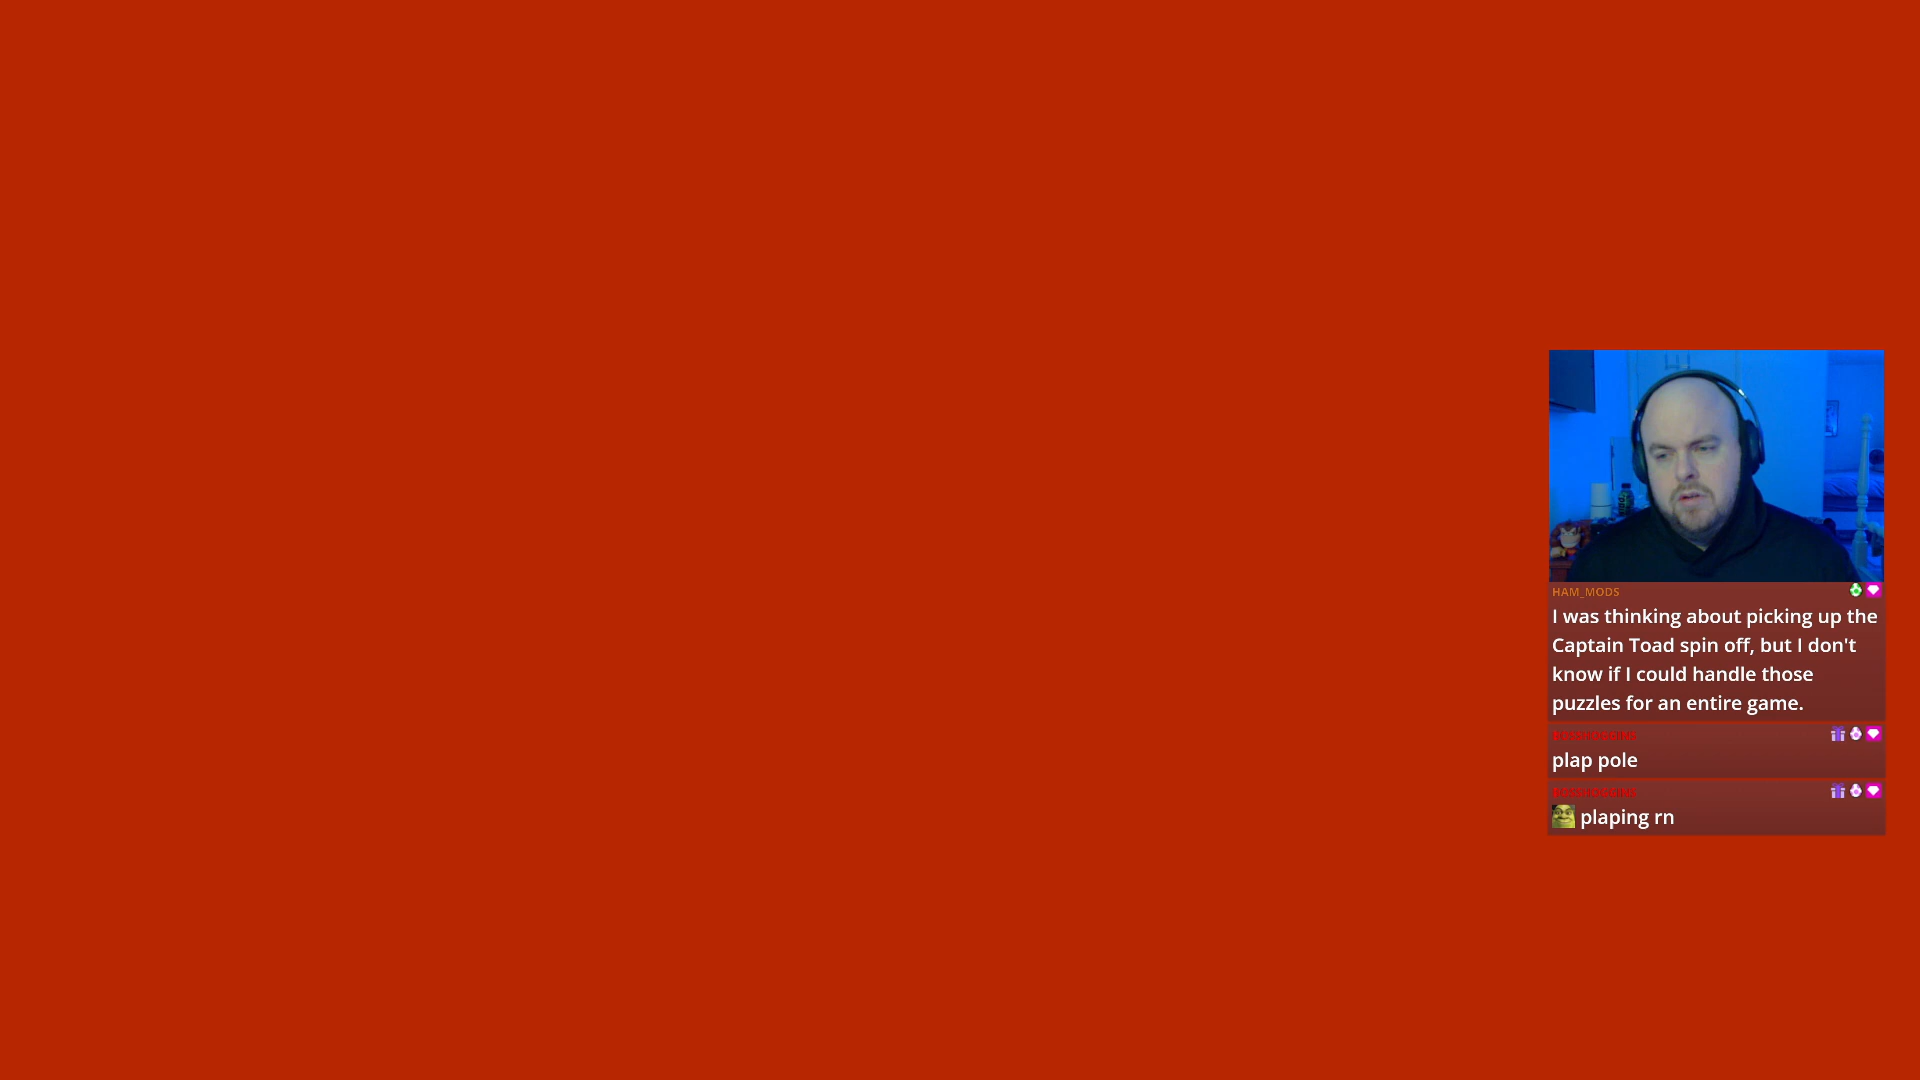 HAM_MODS
I was thinking about picking up the
Captain Toad spin off, but I don't
know if I could handle those
puzzles for an entire game.
plap pole
plaping rn